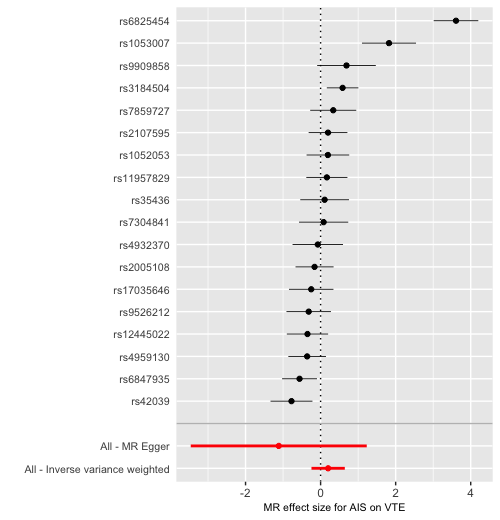 rs6825454
rs1053007
rs9909858
rs3184504
rs7859727
rs2107595
rs1052053
rs11957829
rs35436
rs7304841
rs4932370
rs2005108
rs17035646
rs9526212
rs12445022
rs4959130
rs6847935
rs42039
All - MR Egger
All - Inverse variance weighted
-2 0 2 4
MR effect size for AIS on VTE